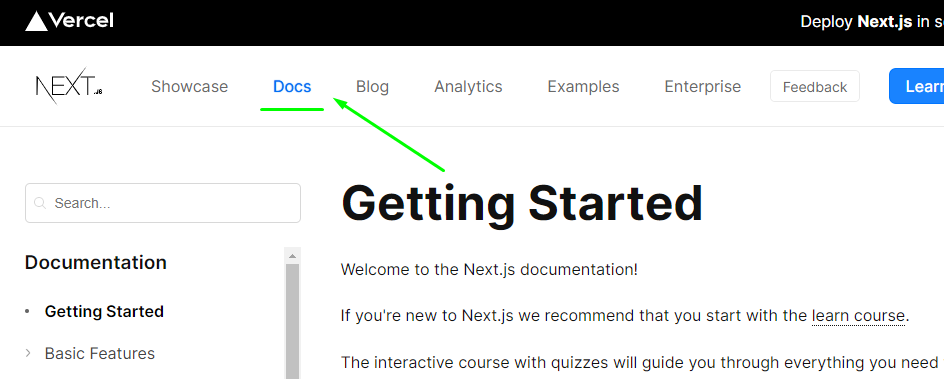 Vercel
Deploy Next.js in s
NEXT.JS
Showcase
Docs
Blog
Analytics
Examples
Enterprise
Feedback
Learn
Search...
Getting Started
Documentation
Welcome to the Next.js documentation!
Getting Started
If you're new to Next.js we recommend that you start with the learn course.
Basic Features
The interactive course with quizzes will guide you through everything you need